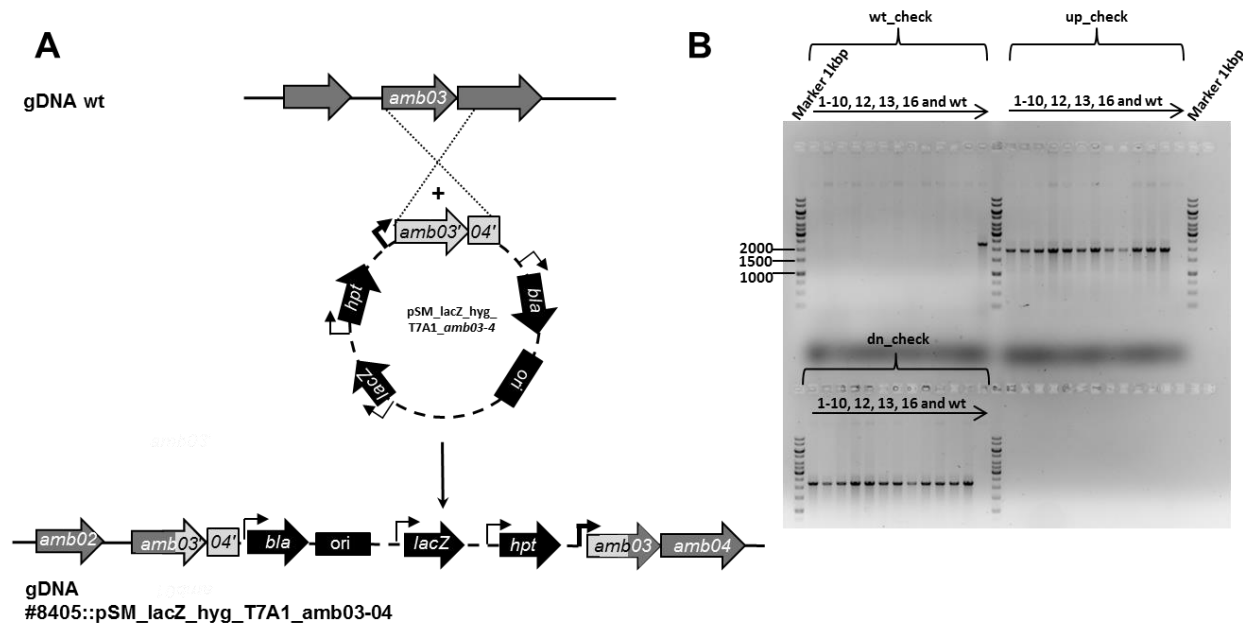 A
gDNA wt
amb03
+
amb03' 04'
hpt
bla
pSM_lacZ_hyg_
T7A1_amb03-4
lacZ
ori
amb02 amb03' 04' bla ori lacZ hpt amb03 amb04
gDNA
#8405::pSM_lacZ_hyg_T7A1_amb03-04
B
wt_check up_check
Marker 1kbp
1-10, 12, 13, 16 and wt 1-10, 12, 13, 16 and wt
Marker 1kbp
2000
1500
1000
dn_check
1-10, 12, 13, 16 and wt